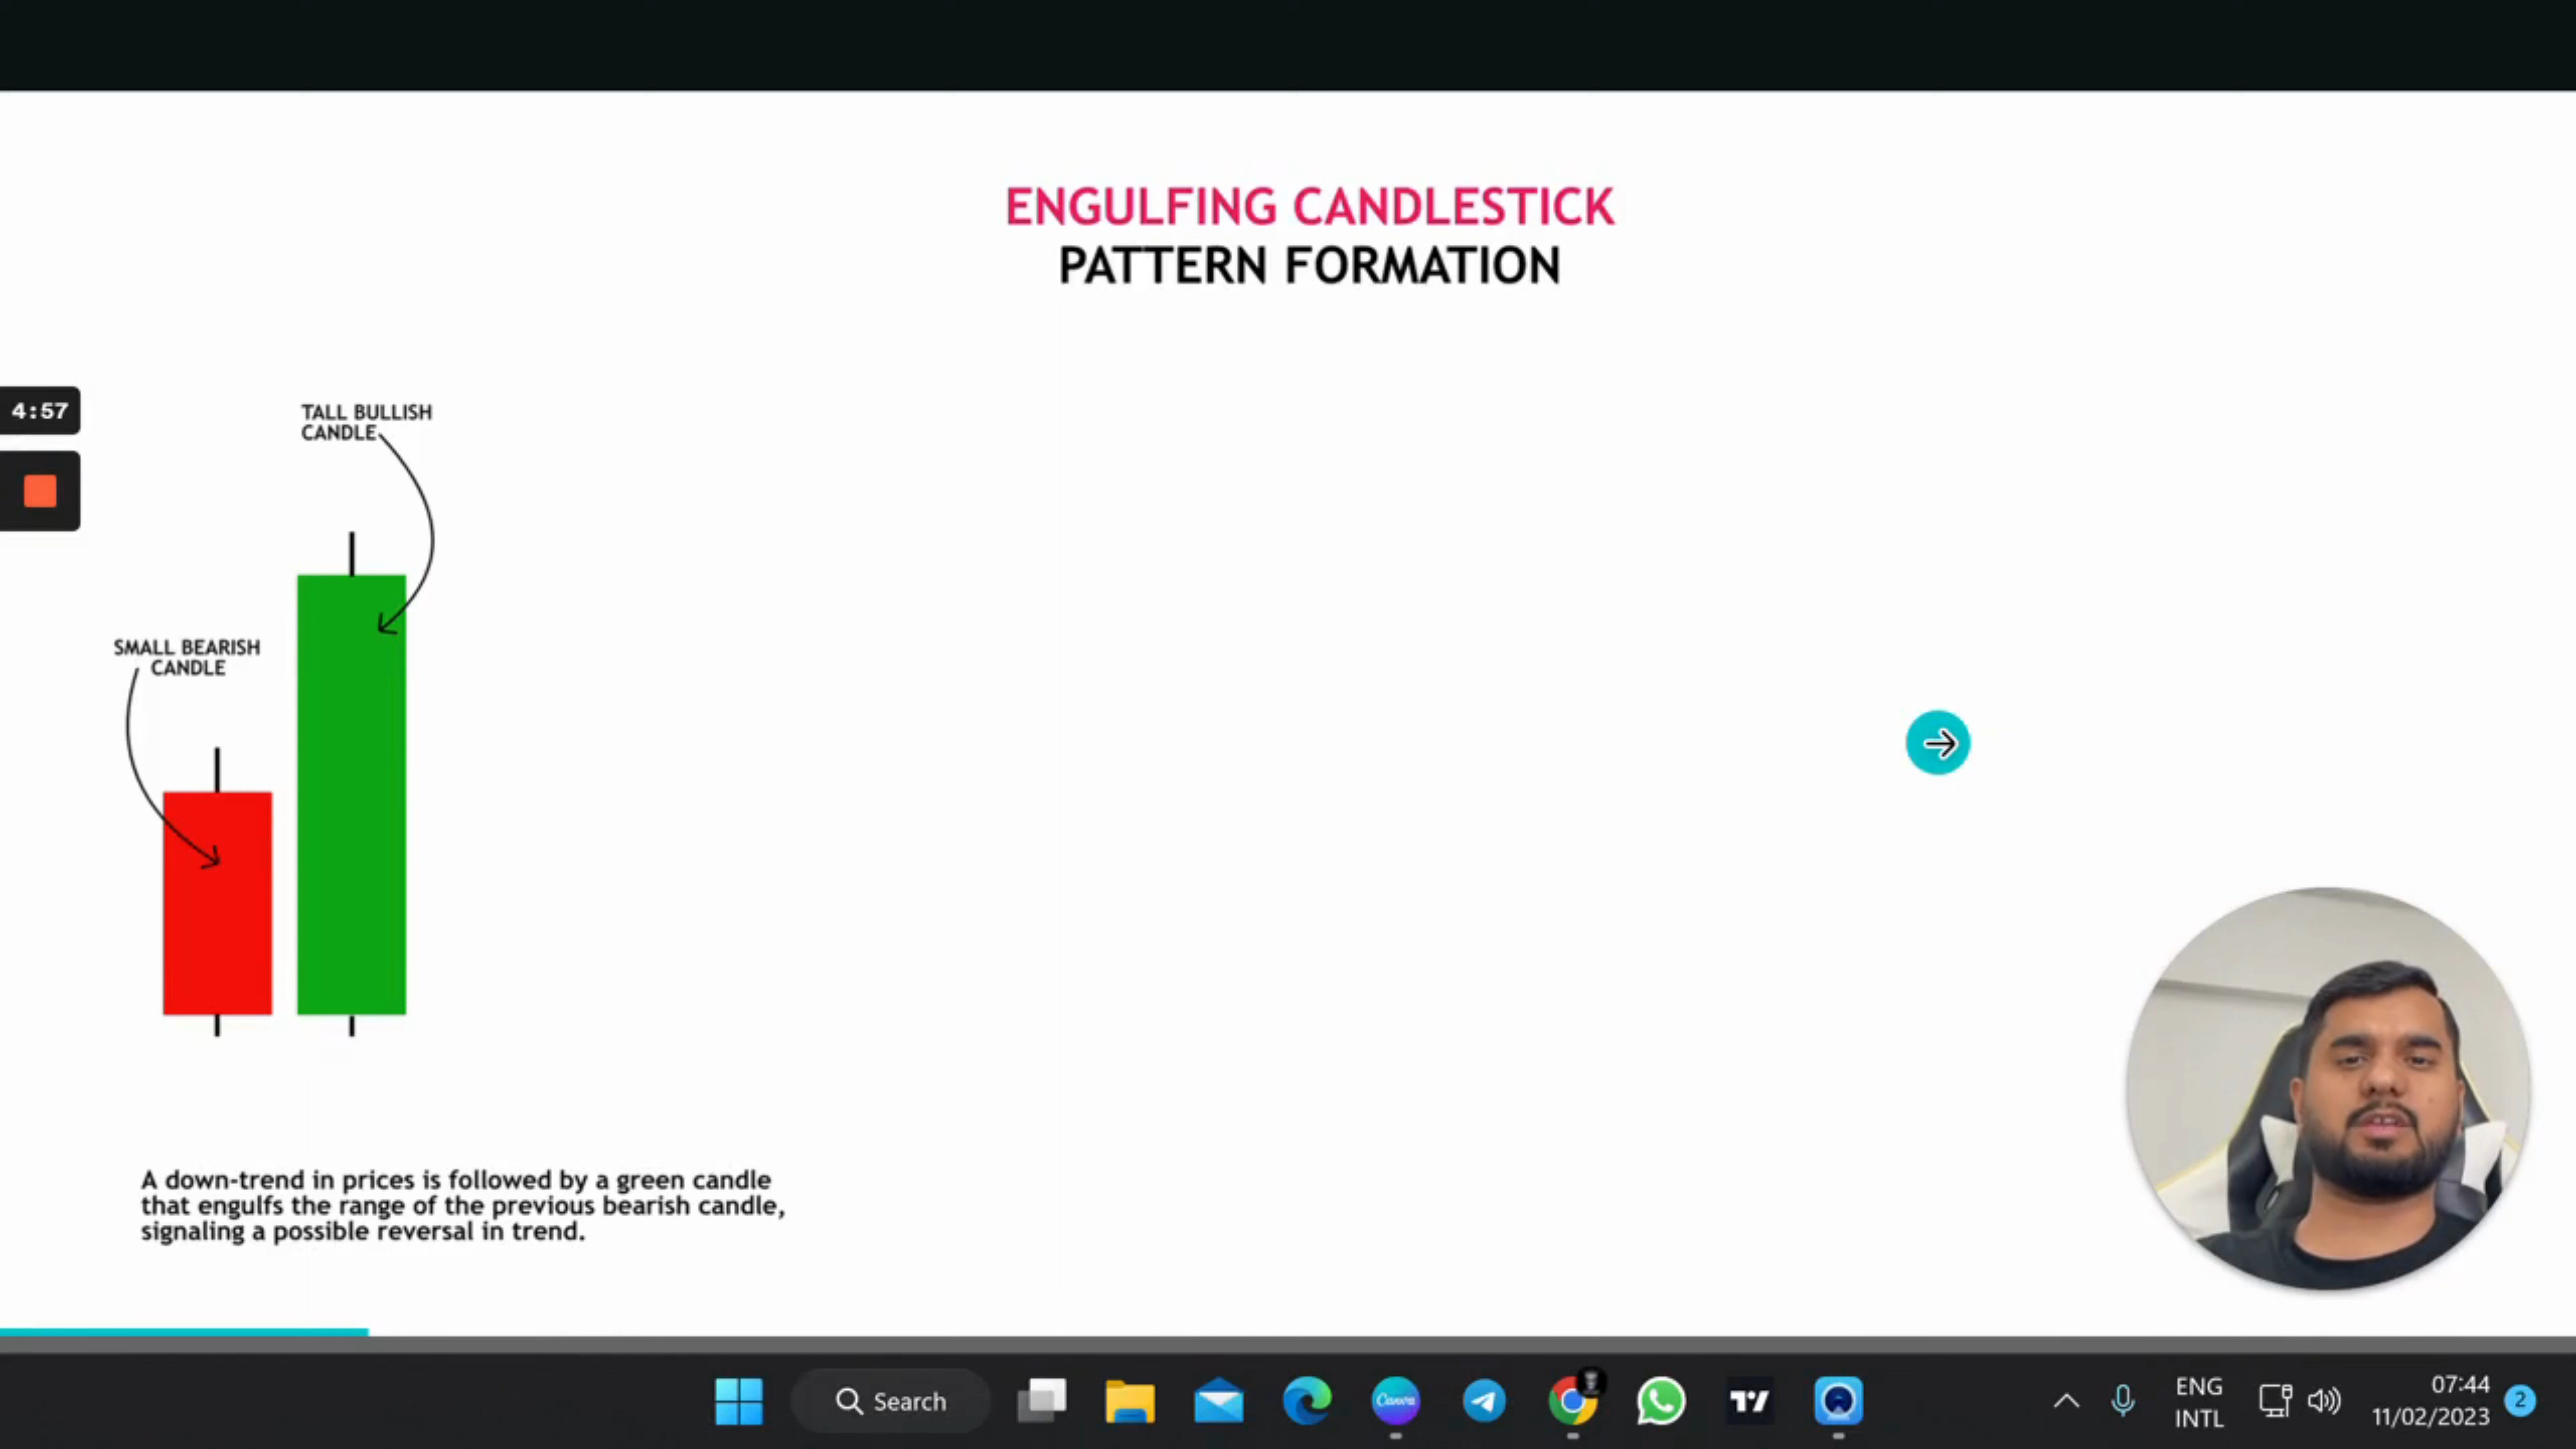 ENGULFING CANDLESTICK
PATTERN FORMATION
4:57
TALL BULLISH
CANDLE
SMALL BEARISH
CANDLE
A down-trend in prices is followed by a green candle
that engulfs the range of the previous bearish candle,
signaling a possible reversal in trend.
Search
Canva
ENG
INTL
07:44
11/02/2023
2